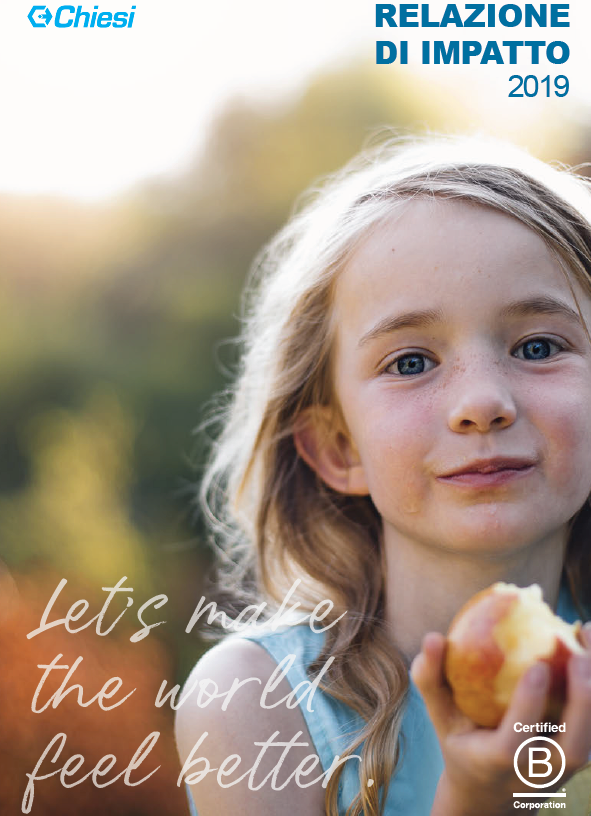 Chiesi
RELAZIONE
DI IMPATTO
2019
Let's make
the world
feel better.
Certified
B
Corporation